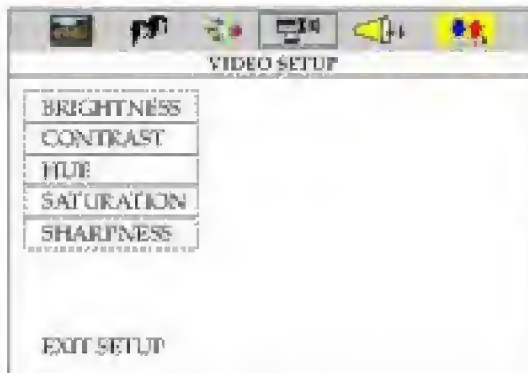 VIDEO SETUP
BRIGHTNESS
CONTRAST
HUE
SATURATION
SHARPNESS
EXIT SETUP